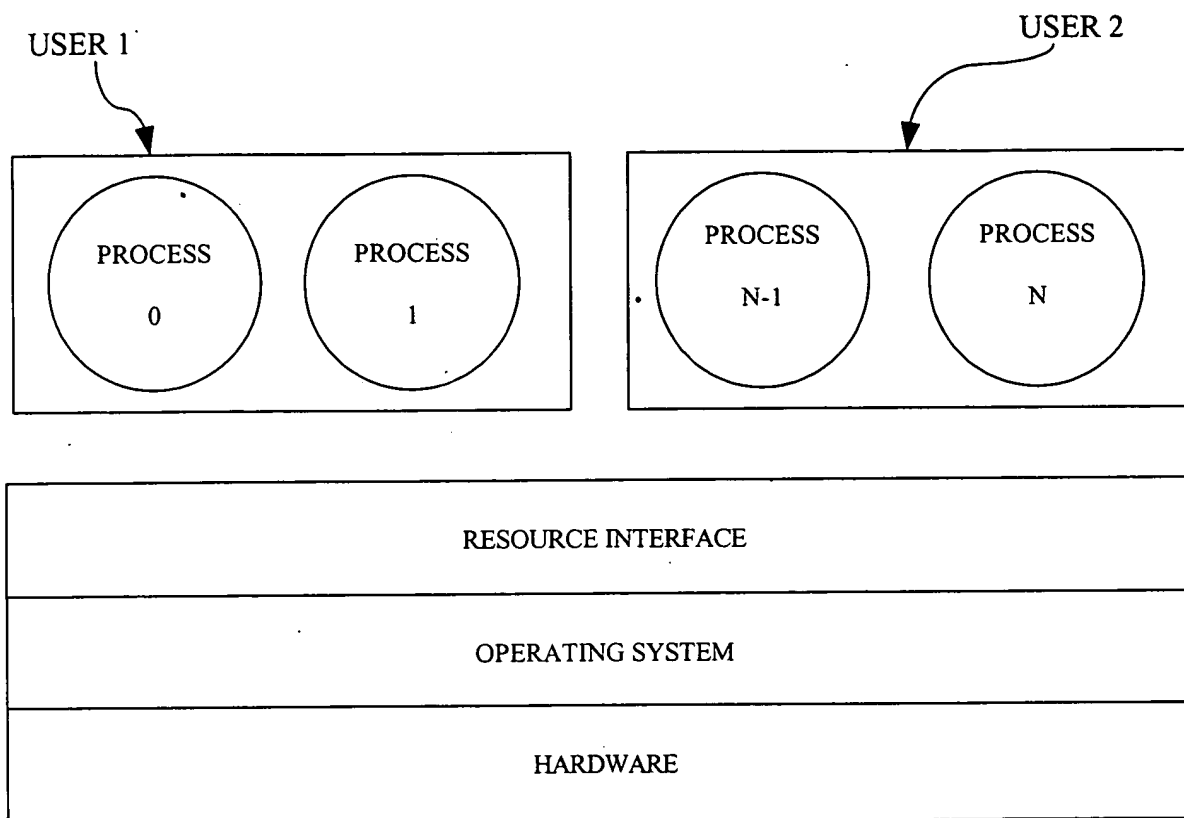 USER 1
USER 2
PROCESS
0
PROCESS
1
PROCESS
N-1
PROCESS
N
RESOURCE INTERFACE
OPERATING SYSTEM
HARDWARE